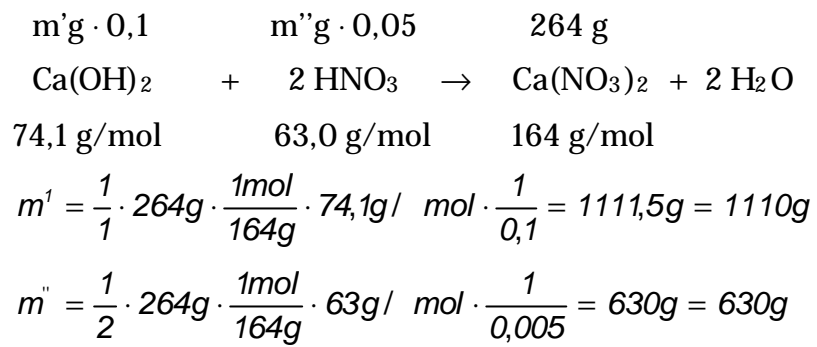 m’g · 0,1 m’’g · 0,05 264 g
Ca(OH)₂ + 2 HNO₃ → Ca(NO₃)₂ + 2 H₂O
74,1 g/mol 63,0 g/mol 164 g/mol
m¹ = 1/1 · 264g · 1mol/164g · 74,1g / mol · 1/0,1 = 1111,5g = 1110g
m" = 1/2 · 264g · 1mol/164g · 63g / mol · 1/0,005 = 630g = 630g